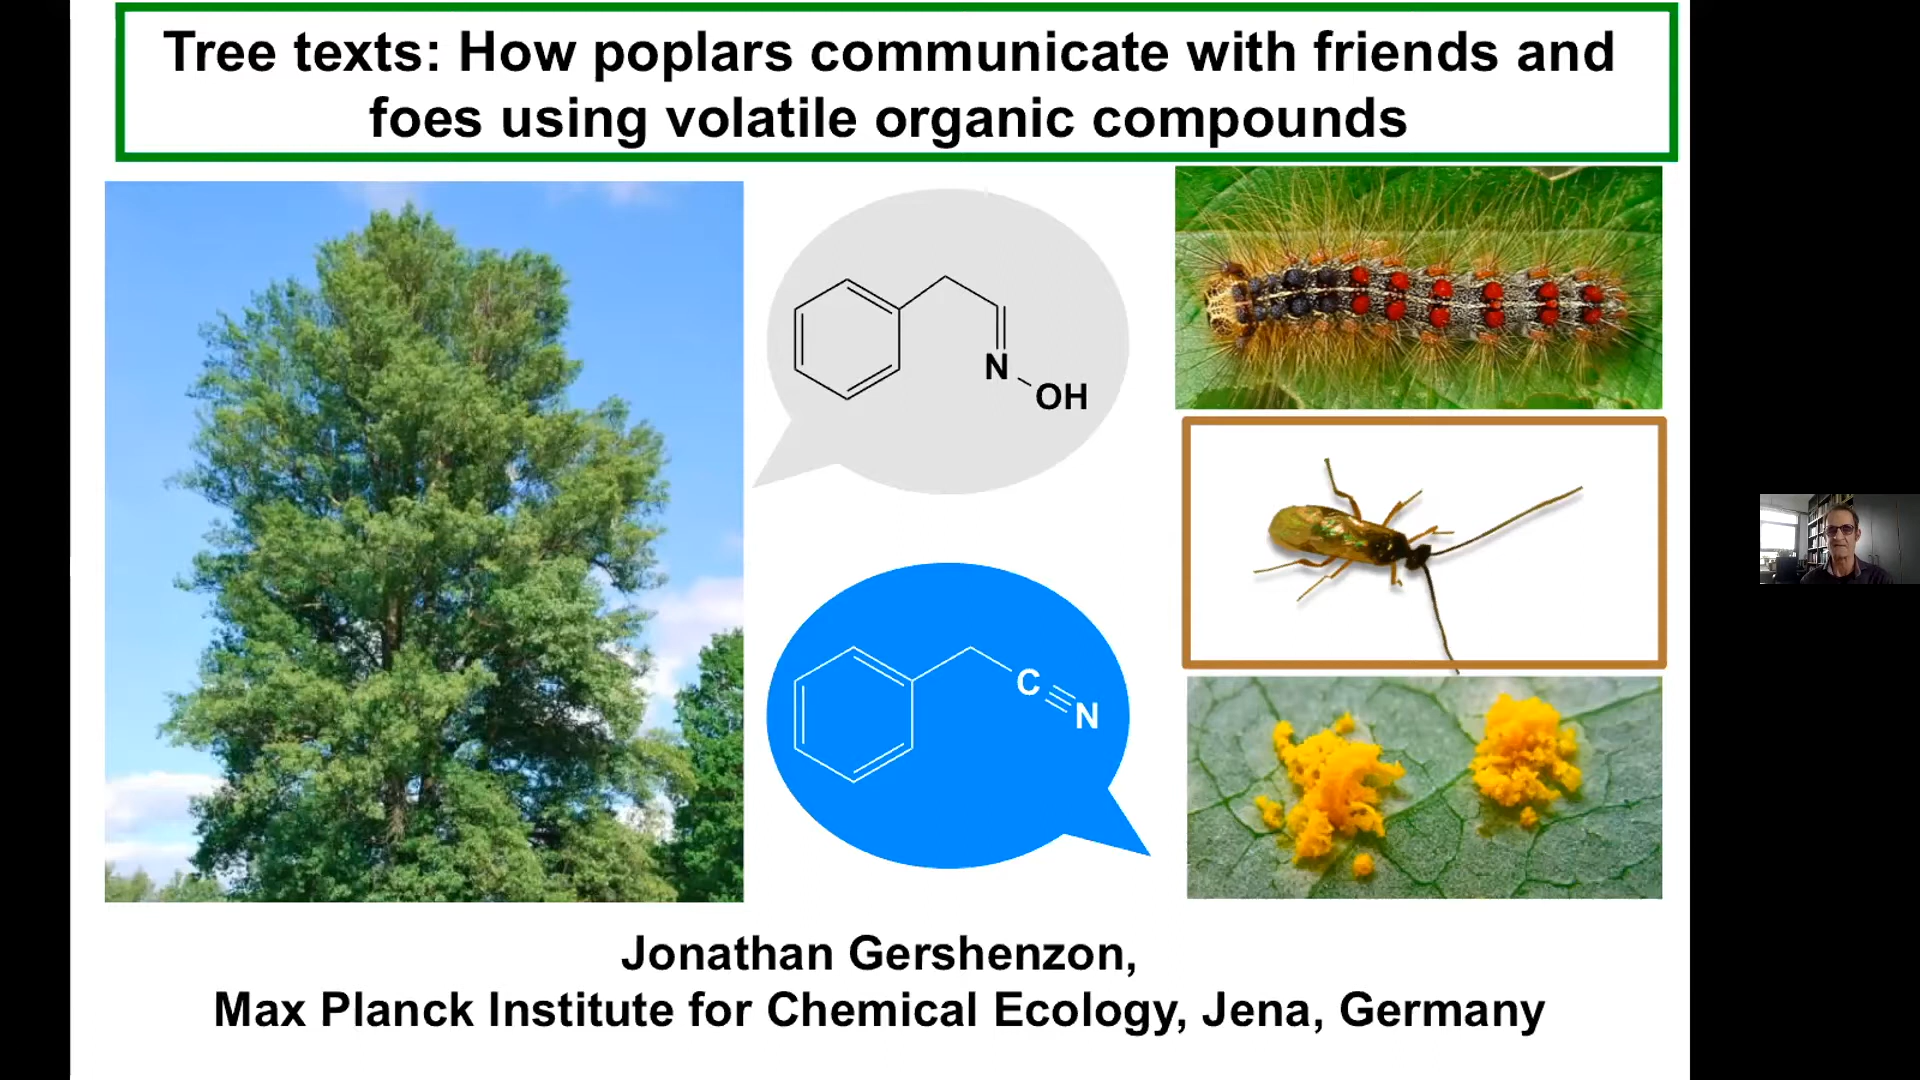 Tree texts: How poplars communicate with friends and
foes using volatile organic compounds
N
OH
C
N
Jonathan Gershenzon,
Max Planck Institute for Chemical Ecology, Jena, Germany